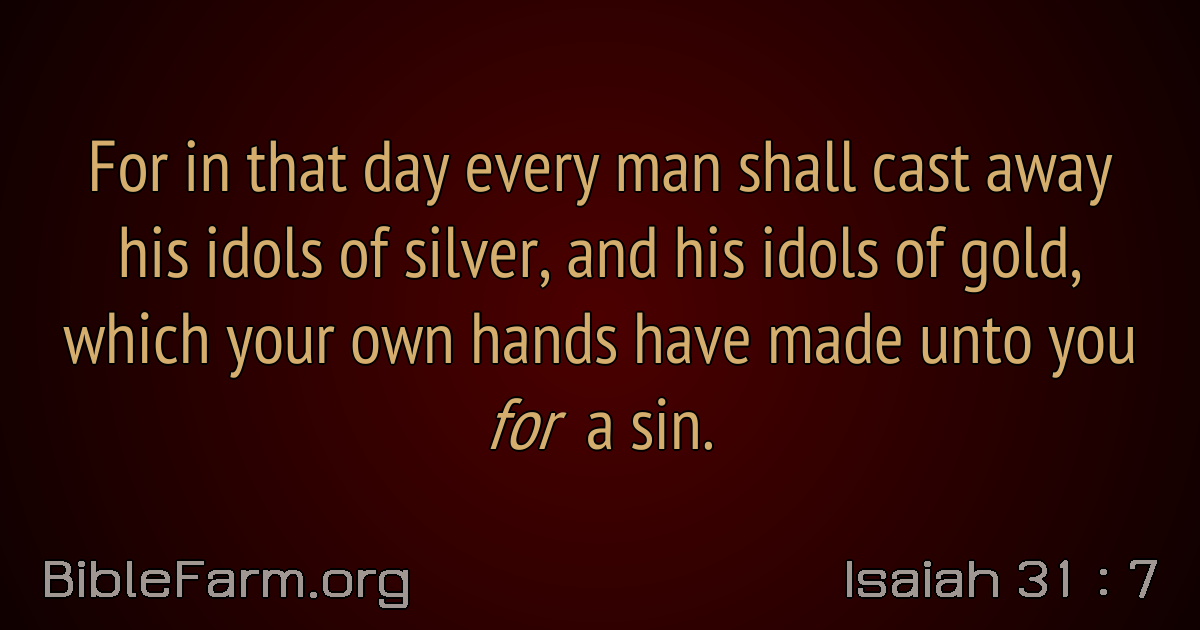 For in that day every man shall cast away
his idols of silver, and his idols of gold,
which your own hands have made unto you
for a sin.
BibleFarm.org
Isaiah 31 : 7